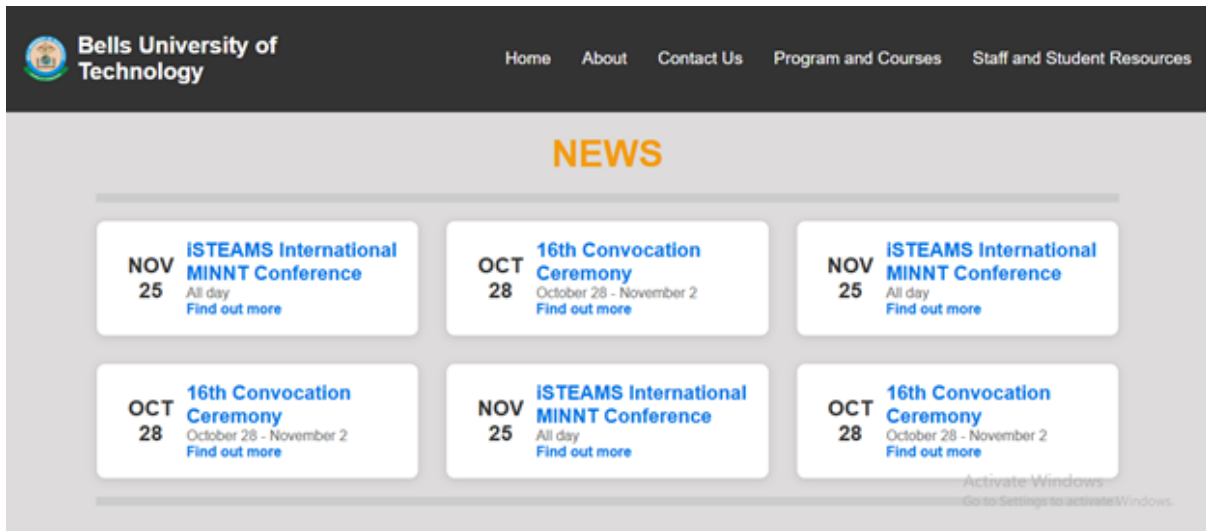 Bells University of
Technology
Home About Contact Us Program and Courses Staff and Student Resources
NEWS
NOV
25
iSTEAMS International
MINNT Conference
All day
Find out more
OCT
28
16th Convocation
Ceremony
October 28 - November 2
Find out more
NOV
25
iSTEAMS International
MINNT Conference
All day
Find out more
OCT
28
16th Convocation
Ceremony
October 28 - November 2
Find out more
NOV
25
iSTEAMS International
MINNT Conference
All day
Find out more
OCT
28
16th Convocation
Ceremony
October 28 - November 2
Find out more
Activate Windows
Go to Settings to activate Windows.